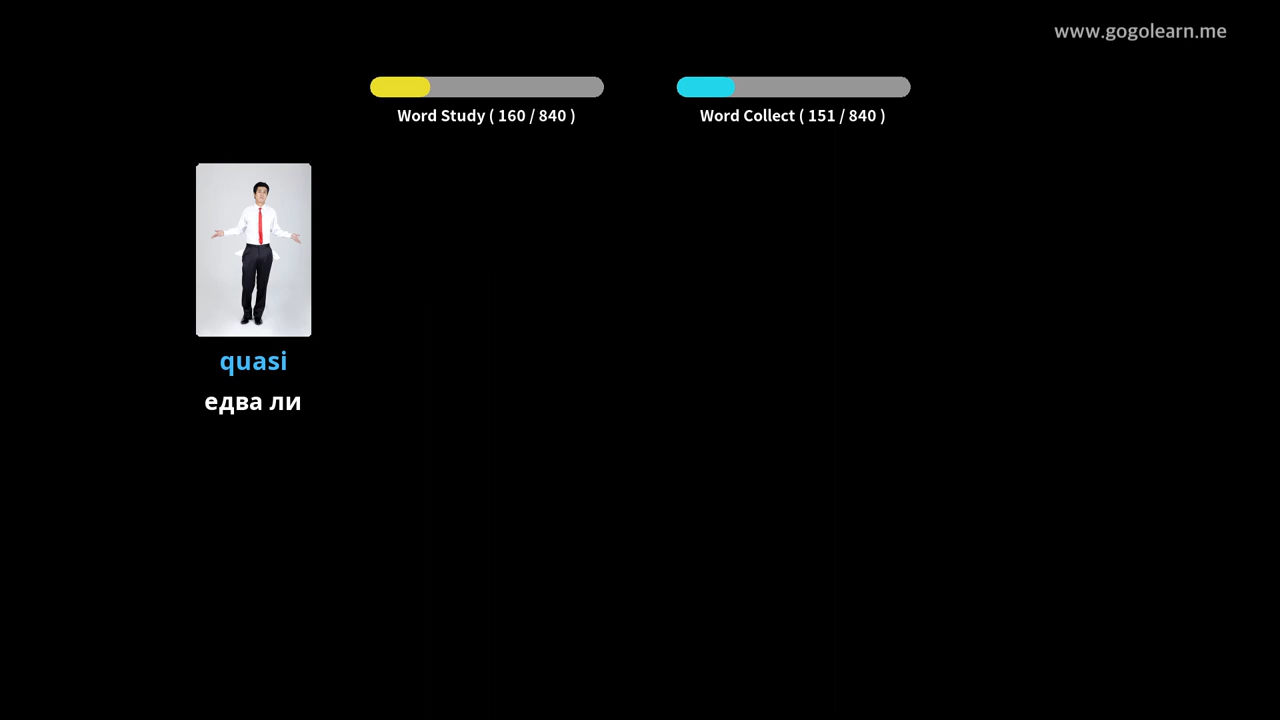 www.gogolearn.me
Word Study ( 160 / 840 )
Word Collect ( 151 / 840 )
quasi
едва ли